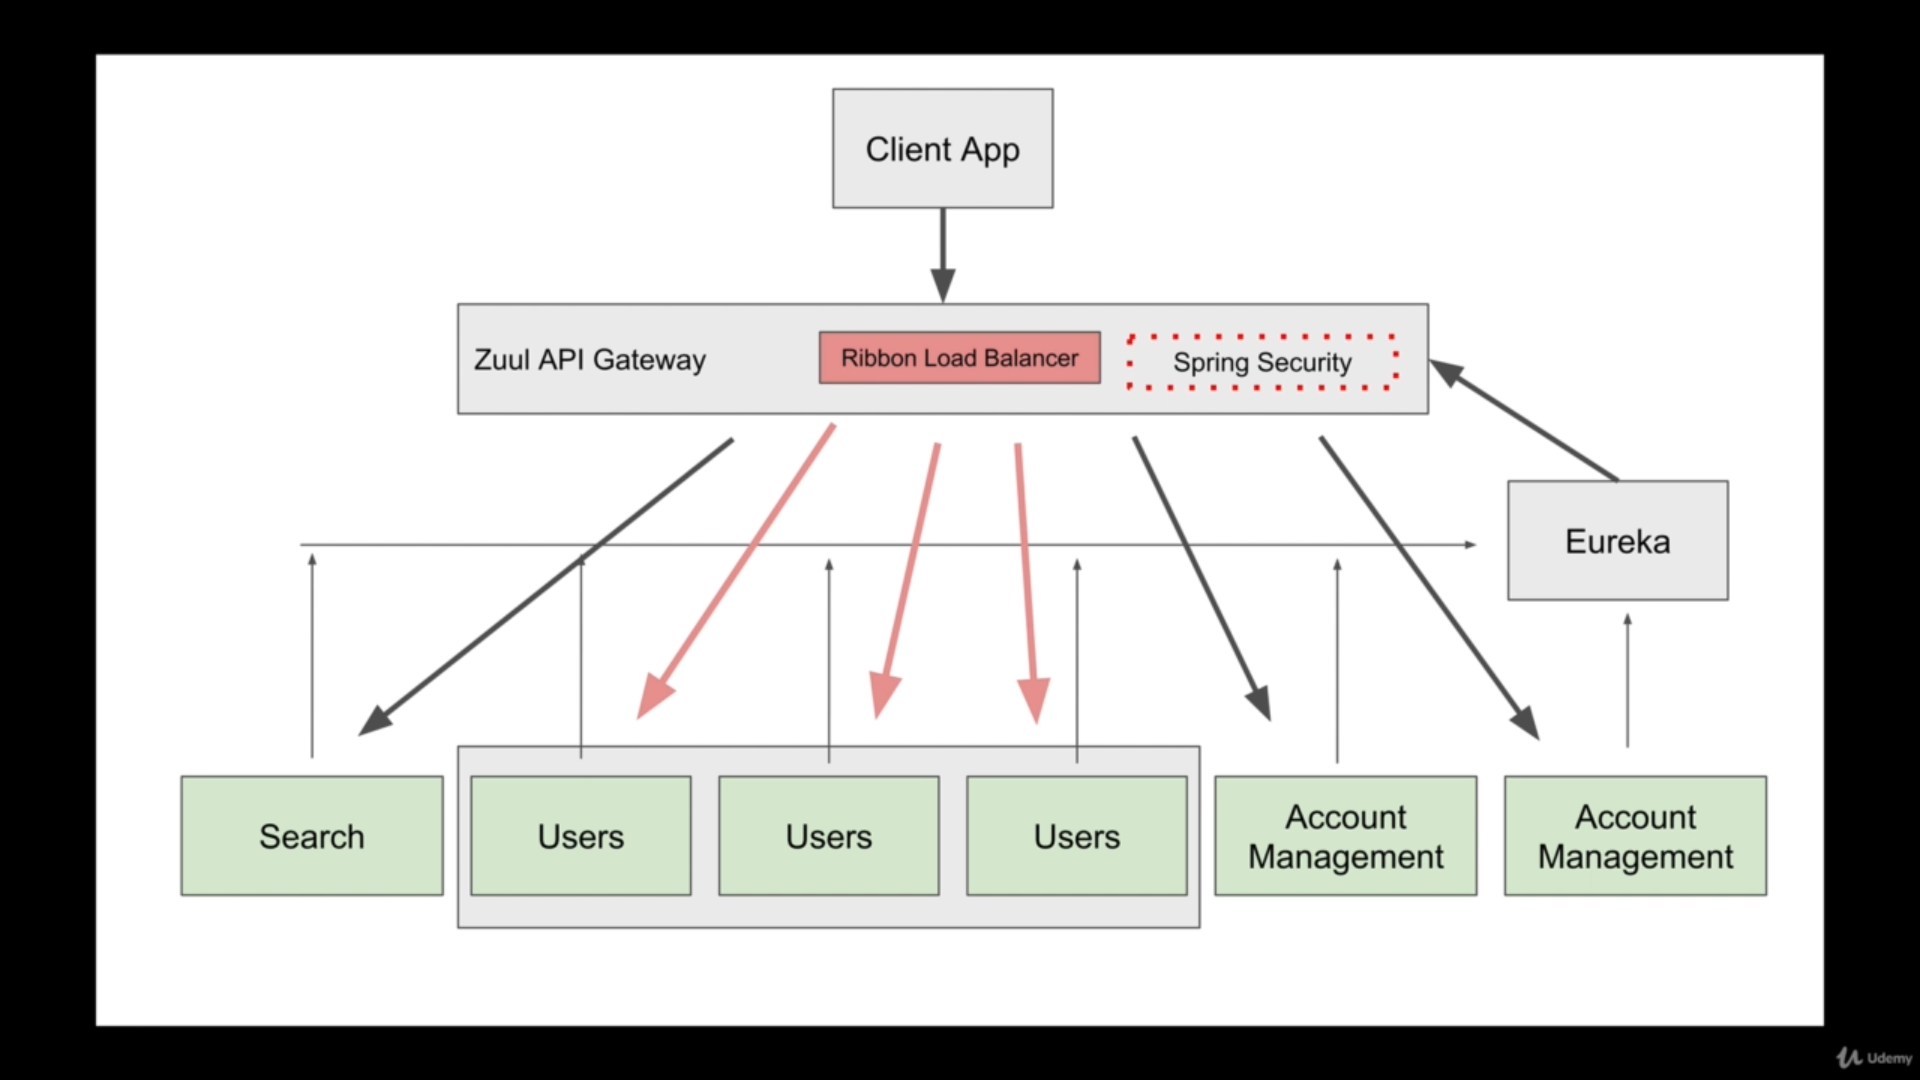 Client App
Zuul API Gateway
Ribbon Load Balancer
Spring Security
Eureka
Search
Users
Users
Users
Account
Management
Account
Management
Udemy